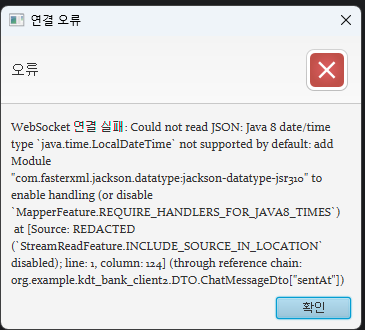 연결 오류
오류
WebSocket 연결 실패: Could not read JSON: Java 8 date/time
type `java.time.LocalDateTime` not supported by default: add
Module
"com.fasterxml.jackson.datatype:jackson-datatype-jsr310" to
enable handling (or disable
`MapperFeature.REQUIRE_HANDLERS_FOR_JAVA8_TIMES`)
at [Source: REDACTED
(`StreamReadFeature.INCLUDE_SOURCE_IN_LOCATION`
disabled); line: 1, column: 124] (through reference chain:
org.example.kdt_bank_client2.DTO.ChatMessageDto["sentAt"])
확인